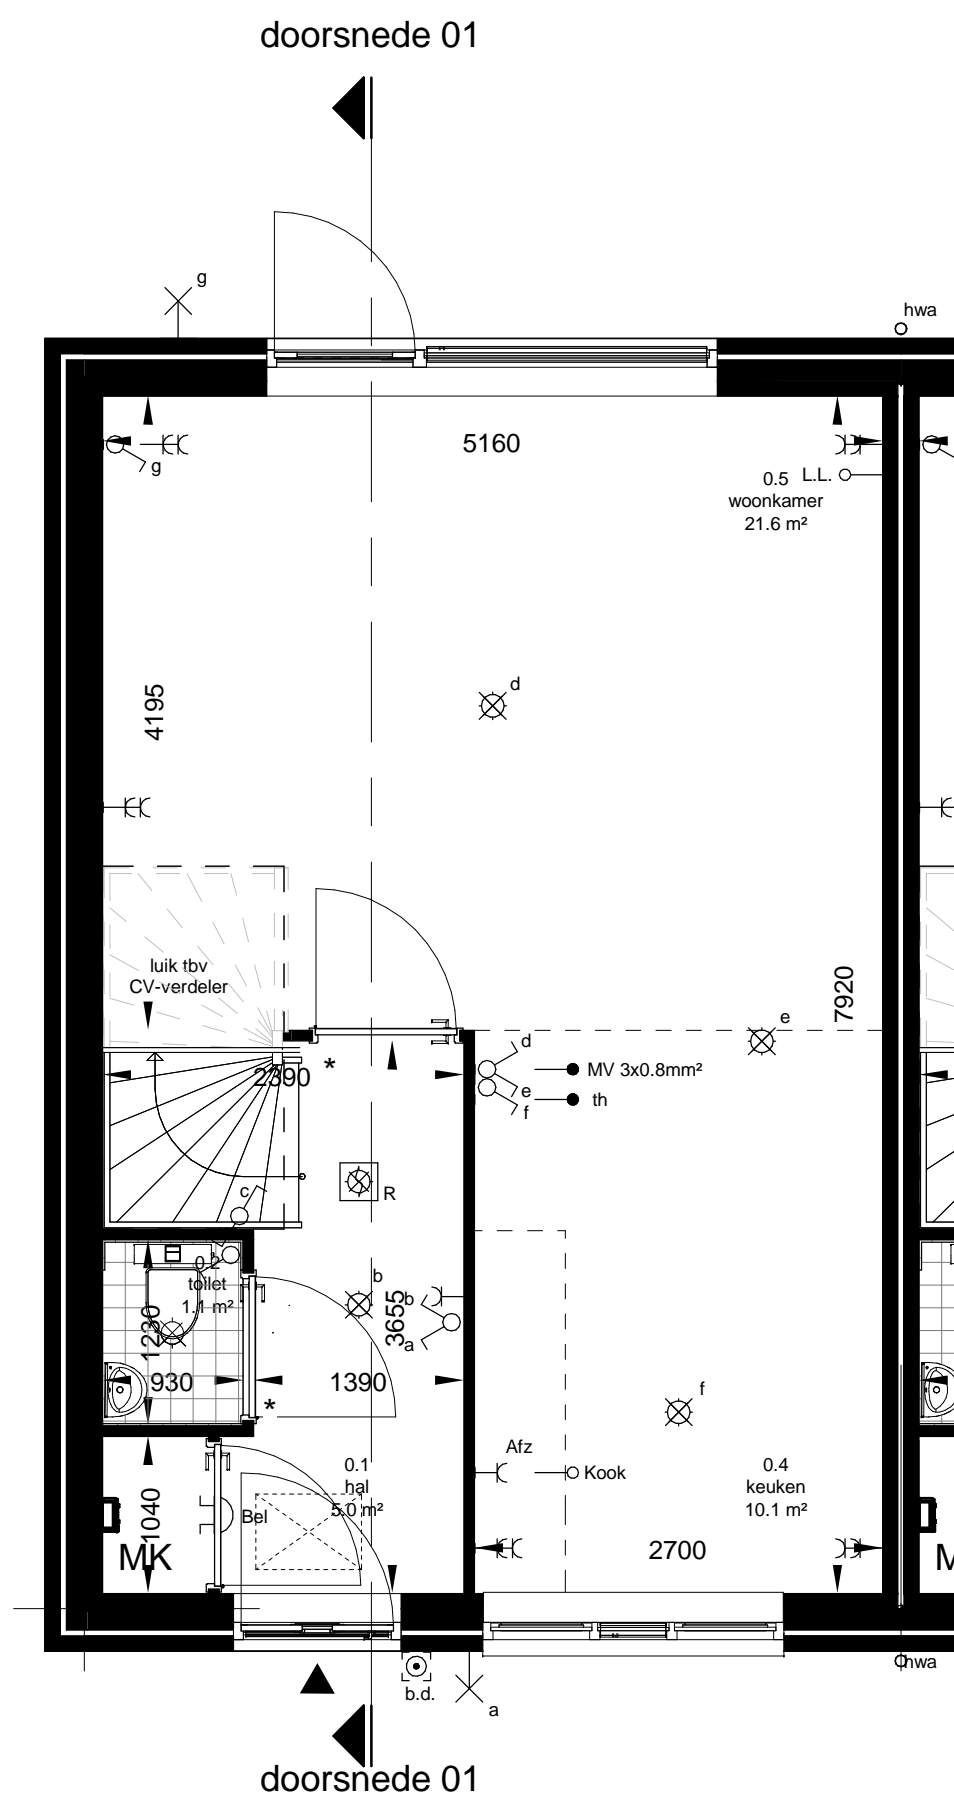 doorsnede 01
g
hwa
g
5160
L.L.
0.5
woonkamer
21.6 m²
d
4195
luik tbv
CV-verdeler
7920
e
d
MV 3x0.8mm²
2390
*
e
th
f
c
R
0.2
toilet
1.1 m²
b
b
3655
a
1230
930
1390
*
f
Afz
0.1
hal
5.0 m²
Kook
0.4
keuken
10.1 m²
Bel
1040
MK
2700
M
hwa
b.d.
a
doorsnede 01